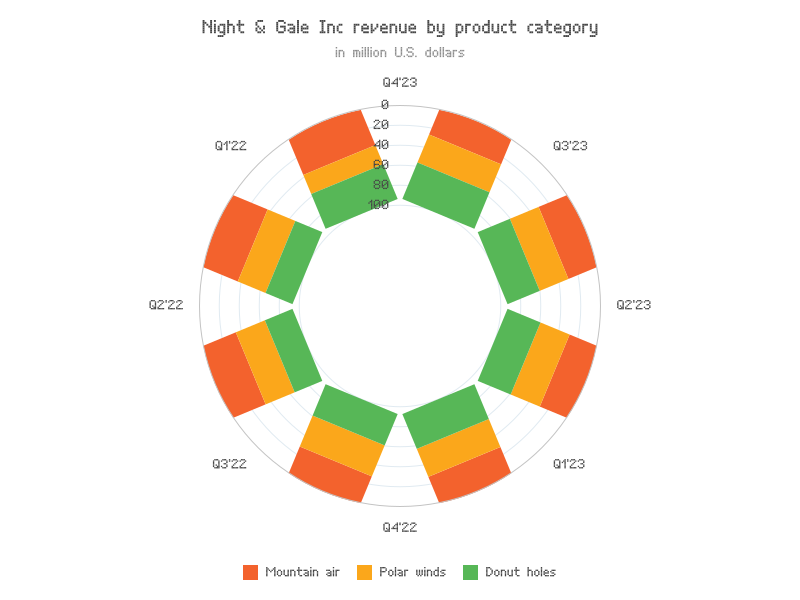 Night & Gale Inc revenue by product category
in million U.S. dollars
Q4'23
0
20
40
60
80
100
Q1'22
Q3'23
Q2'22
Q2'23
Q3'22
Q1'23
Q4'22
Mountain air
Polar winds
Donut holes